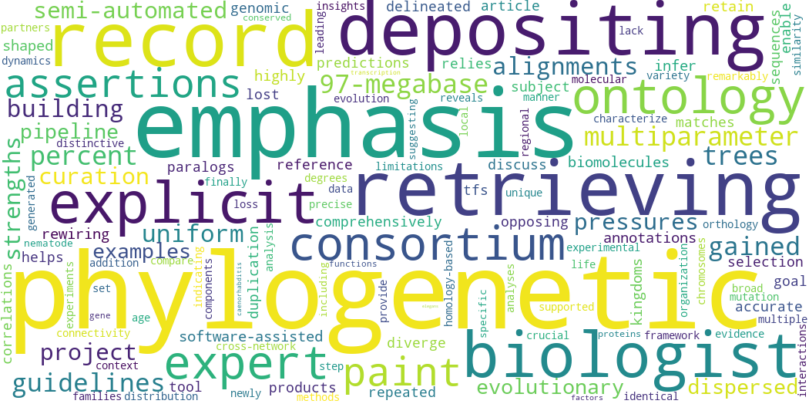 partners conserved insights
semi-automated genomic leading delineated article retain
record depositing
shaped predictions relies lack enable sequences similarity
dynamics
assertions highly 97-megabase alignments infer variety remarkably
transcription molecular
lost evolution reveals subject manner
ontology
building emphasis suggesting local regional characterize matches
pipeline multiparameter
distinctive paralogs reference limitations discuss biomolecules trees
percent
strengths curation finally degrees data precise tfs unique
explicit retrieving
generated loss comprehensively opposing pressures orthology
rewiring uniform annotations
nematode consortium gained
helps examples duplication analysis experimental selection
correlations experiments addition compare indicating components caenorhabditis functions homology-based life organization chromosomes
set including provide analyses kingdoms broad goal
phylogenetic
gene age specific supported mutation accurate
connectivity multiple
software-assisted diverge crucial proteins framework evidence
project cross-network biologist interactions
context expert step paint
guidelines tool products evolutionary dispersed
families distribution newly methods repeated factors identical